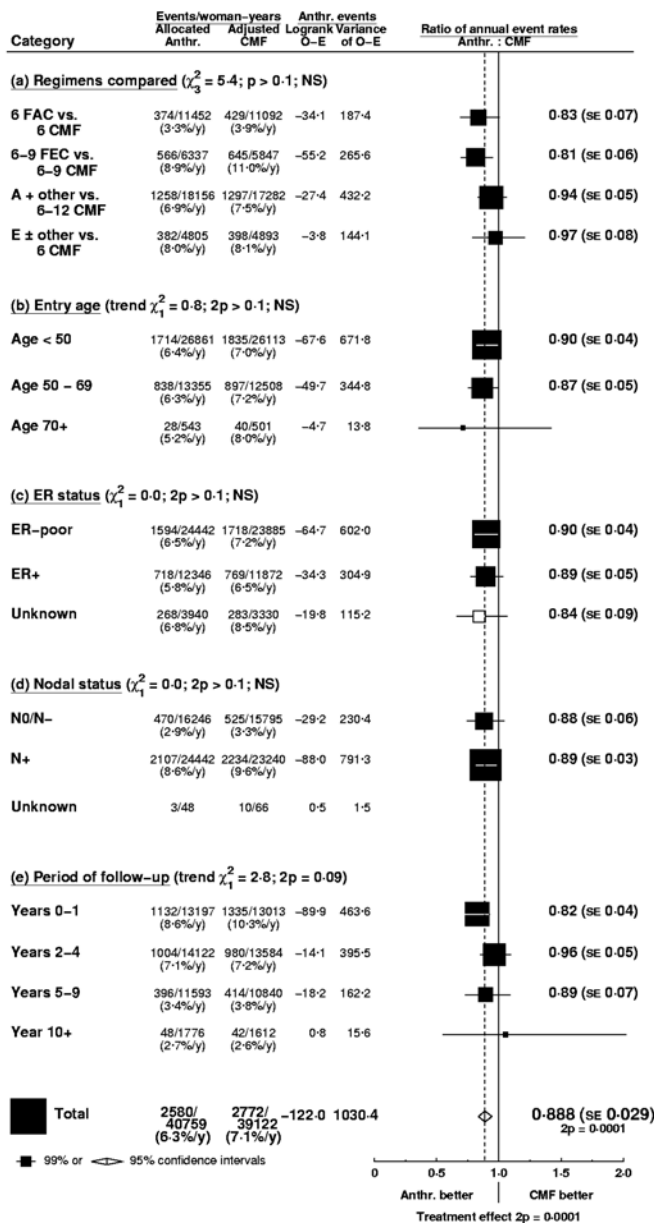 Events/woman-years Anthr. events
Allocated Adjusted Logrank Variance Ratio of annual event rates
Category Anthr. CMF O-E of O-E Anthr. : CMF
(a) Regimens compared (χ²₃ = 5·4; p > 0·1; NS)
6 FAC vs. 374/11452 429/11092 -34·1 187·4 0·83 (SE 0·07)
6 CMF (3·3%/y) (3·9%/y)
6-9 FEC vs. 566/6337 645/5847 -55·2 265·6 0·81 (SE 0·06)
6-9 CMF (8·9%/y) (11·0%/y)
A + other vs. 1258/18156 1297/17282 -27·4 432·2 0·94 (SE 0·05)
6-12 CMF (6·9%/y) (7·5%/y)
E ± other vs. 382/4805 398/4893 -3·8 144·1 0·97 (SE 0·08)
6 CMF (8·0%/y) (8·1%/y)
(b) Entry age (trend χ²₁ = 0·8; 2p > 0·1; NS)
Age < 50 1714/26861 1835/26113 -67·6 671·8 0·90 (SE 0·04)
(6·4%/y) (7·0%/y)
Age 50 - 69 838/13355 897/12508 -49·7 344·8 0·87 (SE 0·05)
(6·3%/y) (7·2%/y)
Age 70+ 28/543 40/501 -4·7 13·8
(5·2%/y) (8·0%/y)
(c) ER status (χ²₁ = 0·0; 2p > 0·1; NS)
ER-poor 1594/24442 1718/23885 -64·7 602·0 0·90 (SE 0·04)
(6·5%/y) (7·2%/y)
ER+ 718/12346 769/11872 -34·3 304·9 0·89 (SE 0·05)
(5·8%/y) (6·5%/y)
Unknown 268/3940 283/3330 -19·8 115·2 0·84 (SE 0·09)
(6·8%/y) (8·5%/y)
(d) Nodal status (χ²₁ = 0·0; 2p > 0·1; NS)
N0/N- 470/16246 525/15795 -29·2 230·4 0·88 (SE 0·06)
(2·9%/y) (3·3%/y)
N+ 2107/24442 2234/23240 -88·0 791·3 0·89 (SE 0·03)
(8·6%/y) (9·6%/y)
Unknown 3/48 10/66 0·5 1·5
(e) Period of follow-up (trend χ²₁ = 2·8; 2p = 0·09)
Years 0-1 1132/13197 1335/13013 -89·9 463·6 0·82 (SE 0·04)
(8·6%/y) (10·3%/y)
Years 2-4 1004/14122 980/13584 -14·1 395·5 0·96 (SE 0·05)
(7·1%/y) (7·2%/y)
Years 5-9 396/11593 414/10840 -18·2 162·2 0·89 (SE 0·07)
(3·4%/y) (3·8%/y)
Year 10+ 48/1776 42/1612 0·8 15·6
(2·7%/y) (2·6%/y)
Total 2580/ 2772/ -122·0 1030·4 0·888 (SE 0·029)
40759 39122 2p = 0·0001
(6·3%/y) (7·1%/y)
99% or 95% confidence intervals
0 0·5 1·0 1·5 2·0
Anthr. better CMF better
Treatment effect 2p = 0·0001